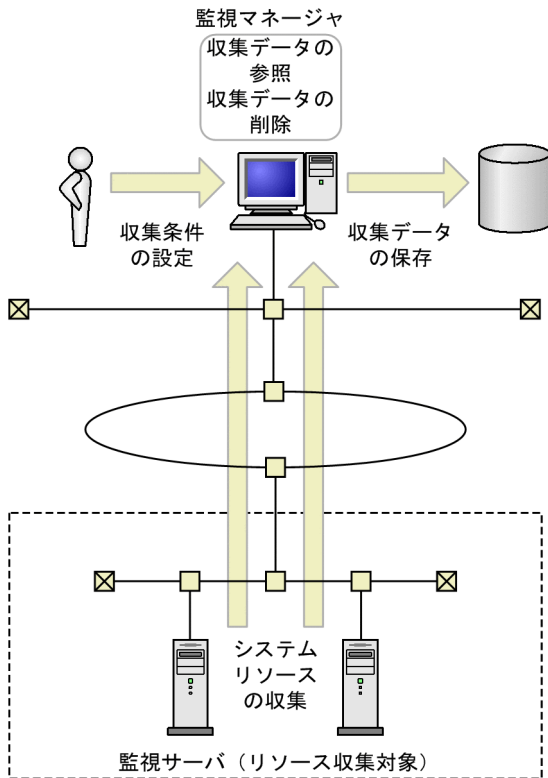 監視マネージャ
収集データの
参照
収集データの
削除
収集条件
の設定
収集データ
の保存
システム
リソース
の収集
監視サーバ（リソース収集対象）